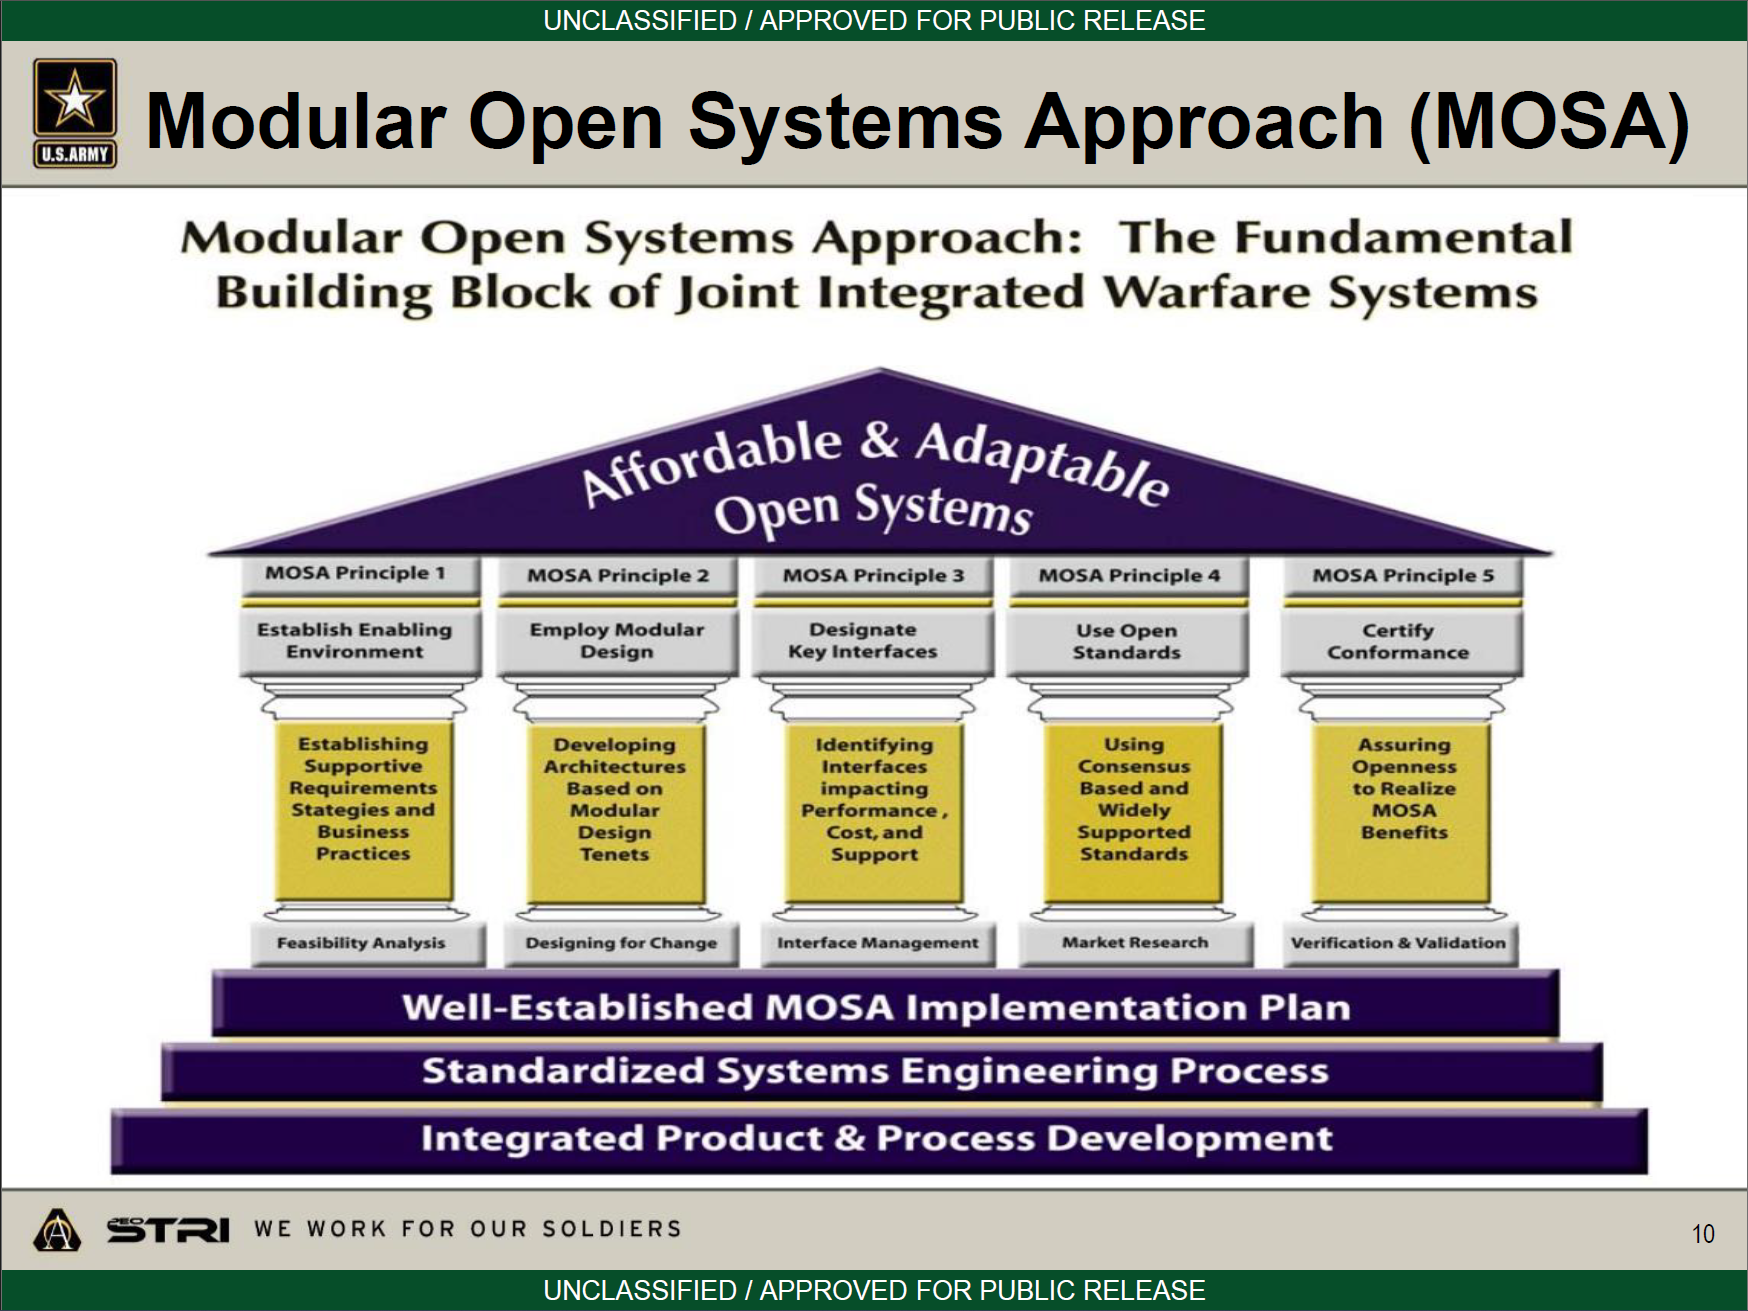 UNCLASSIFIED / APPROVED FOR PUBLIC RELEASE
U.S.ARMY
Modular Open Systems Approach (MOSA)
Modular Open Systems Approach: The Fundamental
Building Block of Joint Integrated Warfare Systems
Affordable & Adaptable
Open Systems
MOSA Principle 1
Establish Enabling
Environment
Establishing
Supportive
Requirements
Stategies and
Business
Practices
Feasibility Analysis
MOSA Principle 2
Employ Modular
Design
Developing
Architectures
Based on
Modular
Design
Tenets
Designing for Change
MOSA Principle 3
Designate
Key Interfaces
Identifying
Interfaces
impacting
Performance ,
Cost, and
Support
Interface Management
MOSA Principle 4
Use Open
Standards
Using
Consensus
Based and
Widely
Supported
Standards
Market Research
MOSA Principle 5
Certify
Conformance
Assuring
Openness
to Realize
MOSA
Benefits
Verification & Validation
Well-Established MOSA Implementation Plan
Standardized Systems Engineering Process
Integrated Product & Process Development
PEO STRI WE WORK FOR OUR SOLDIERS
10
UNCLASSIFIED / APPROVED FOR PUBLIC RELEASE